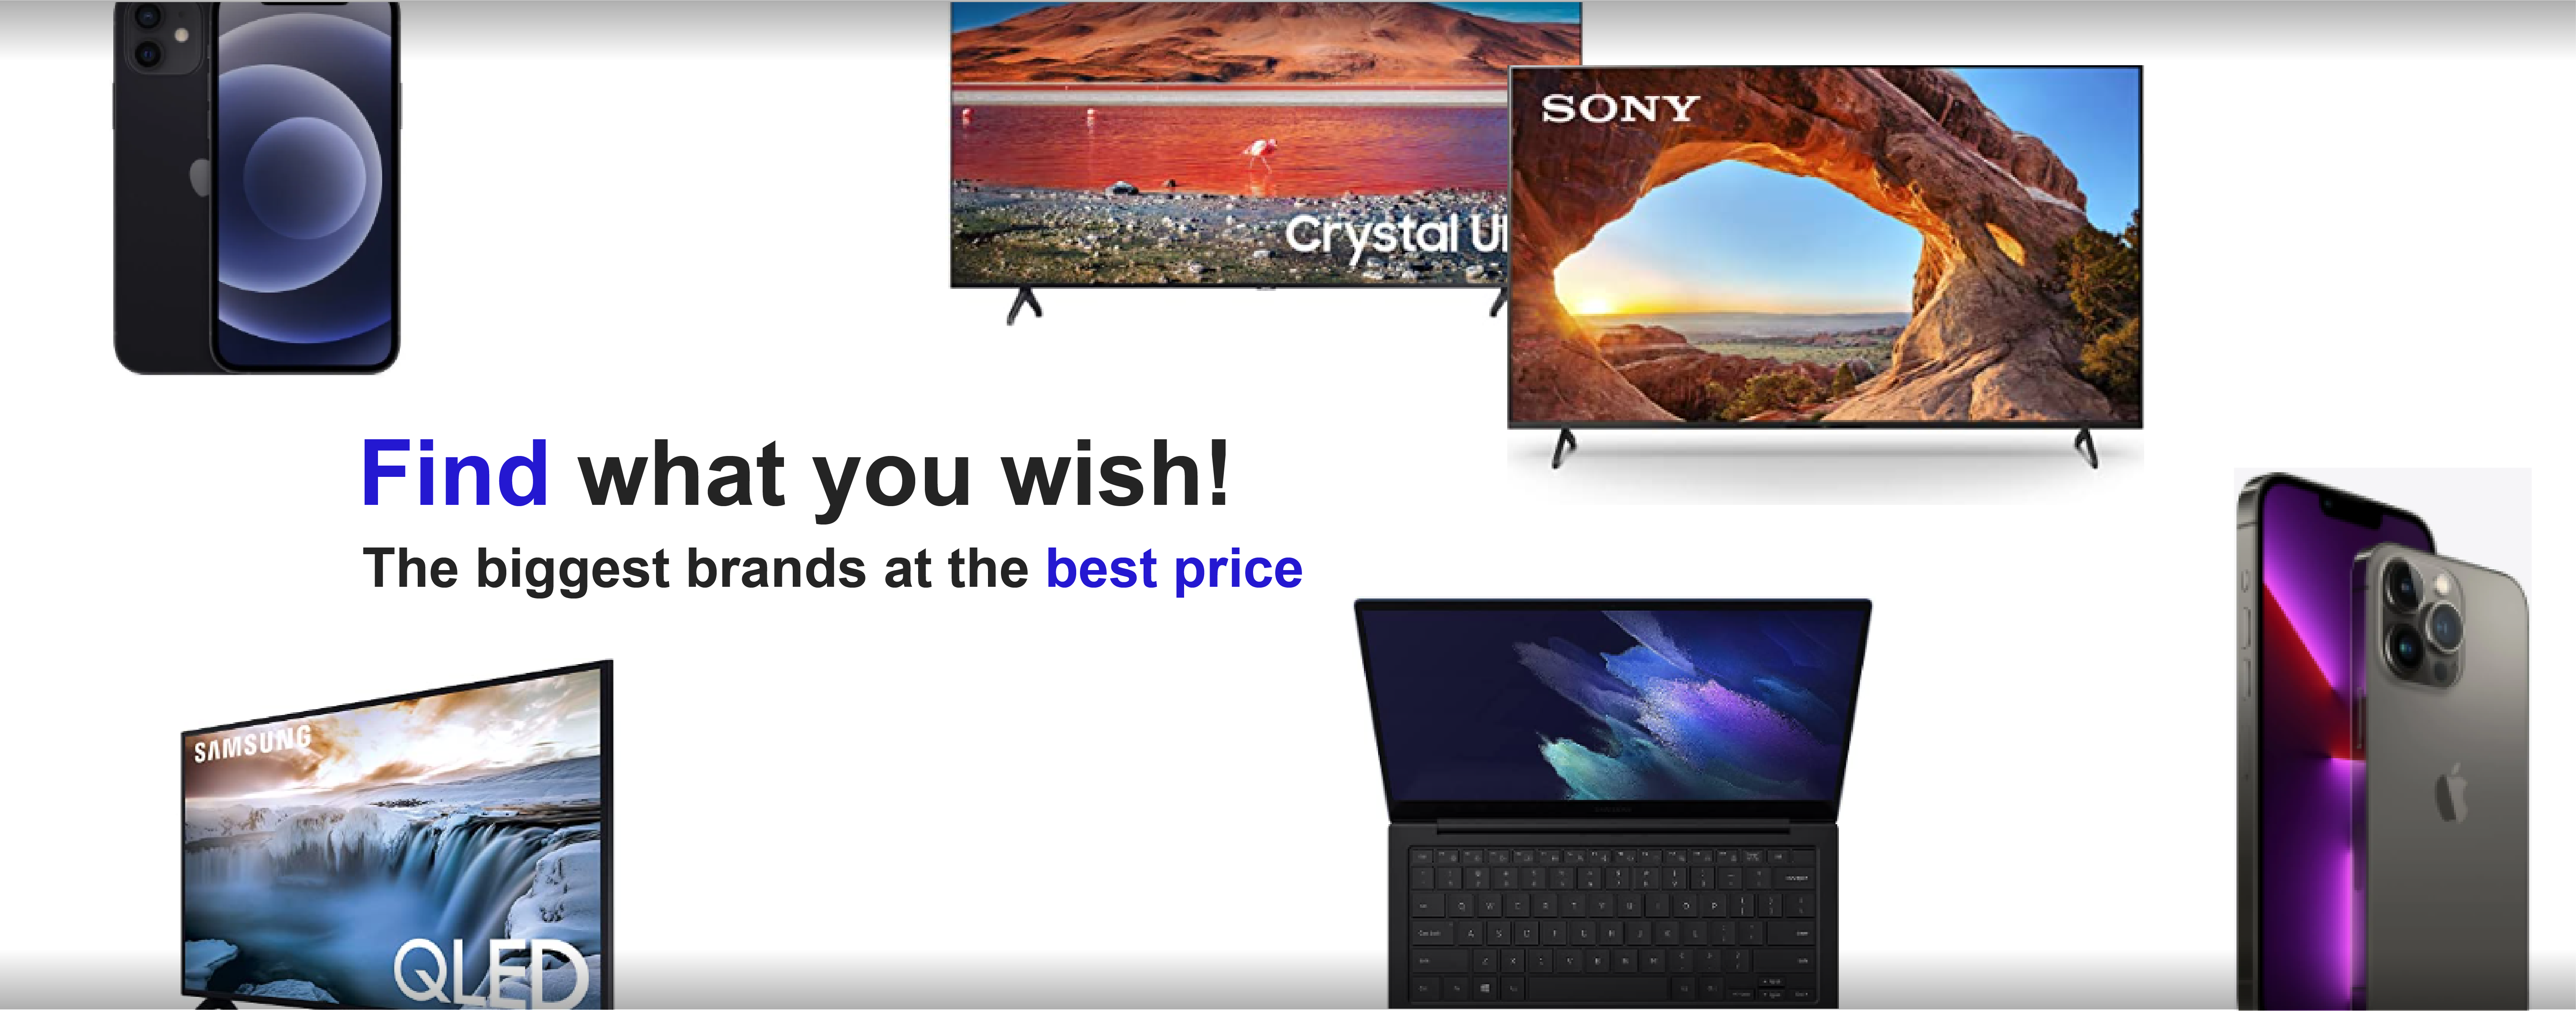 SONY
Crystal
Find what you wish!
The biggest brands at the best price
SAMSUNG
QLED